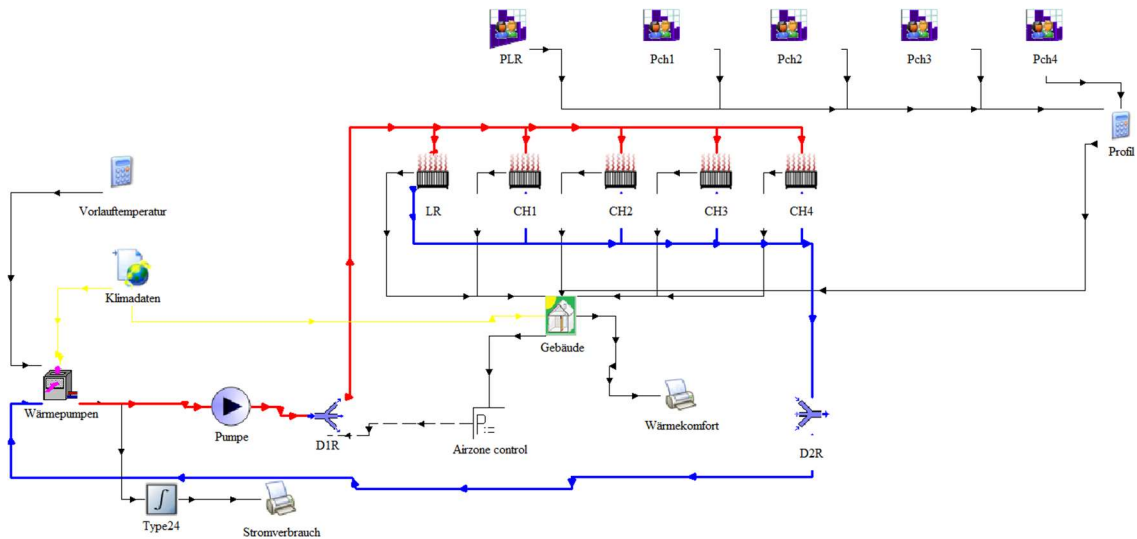 PLR
Pch1
Pch2
Pch3
Pch4
Profil
Vorlauftemperatur
LR
CH1
CH2
CH3
CH4
Klimadaten
Gebäude
Wärmepumpen
Pumpe
D1R
Airzone control
Wärmekomfort
D2R
Type24
Stromverbrauch